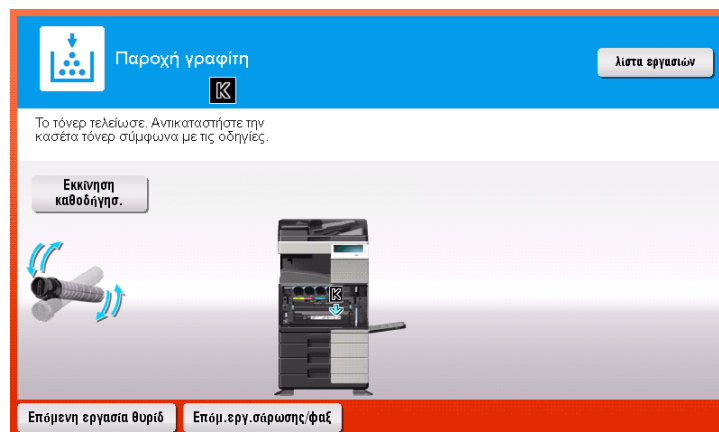 Παροχή γραφίτη
λίστα εργασιών
K
Το τόνερ τελείωσε. Αντικαταστήστε την
κασέτα τόνερ σύμφωνα με τις οδηγίες.
Εκκίνηση
καθοδήγησ.
K
Επόμενη εργασία θυρίδ
Επόμ.εργ.σάρωσης/φαξ